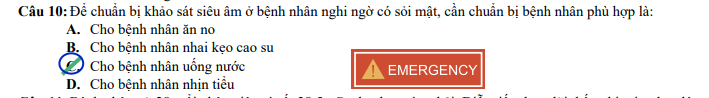 Câu 10: Để chuẩn bị khảo sát siêu âm ở bệnh nhân nghi ngờ có sỏi mật, cần chuẩn bị bệnh nhân phù hợp là:
A. Cho bệnh nhân ăn no
B. Cho bệnh nhân nhai kẹo cao su
C. Cho bệnh nhân uống nước
D. Cho bệnh nhân nhịn tiểu
EMERGENCY